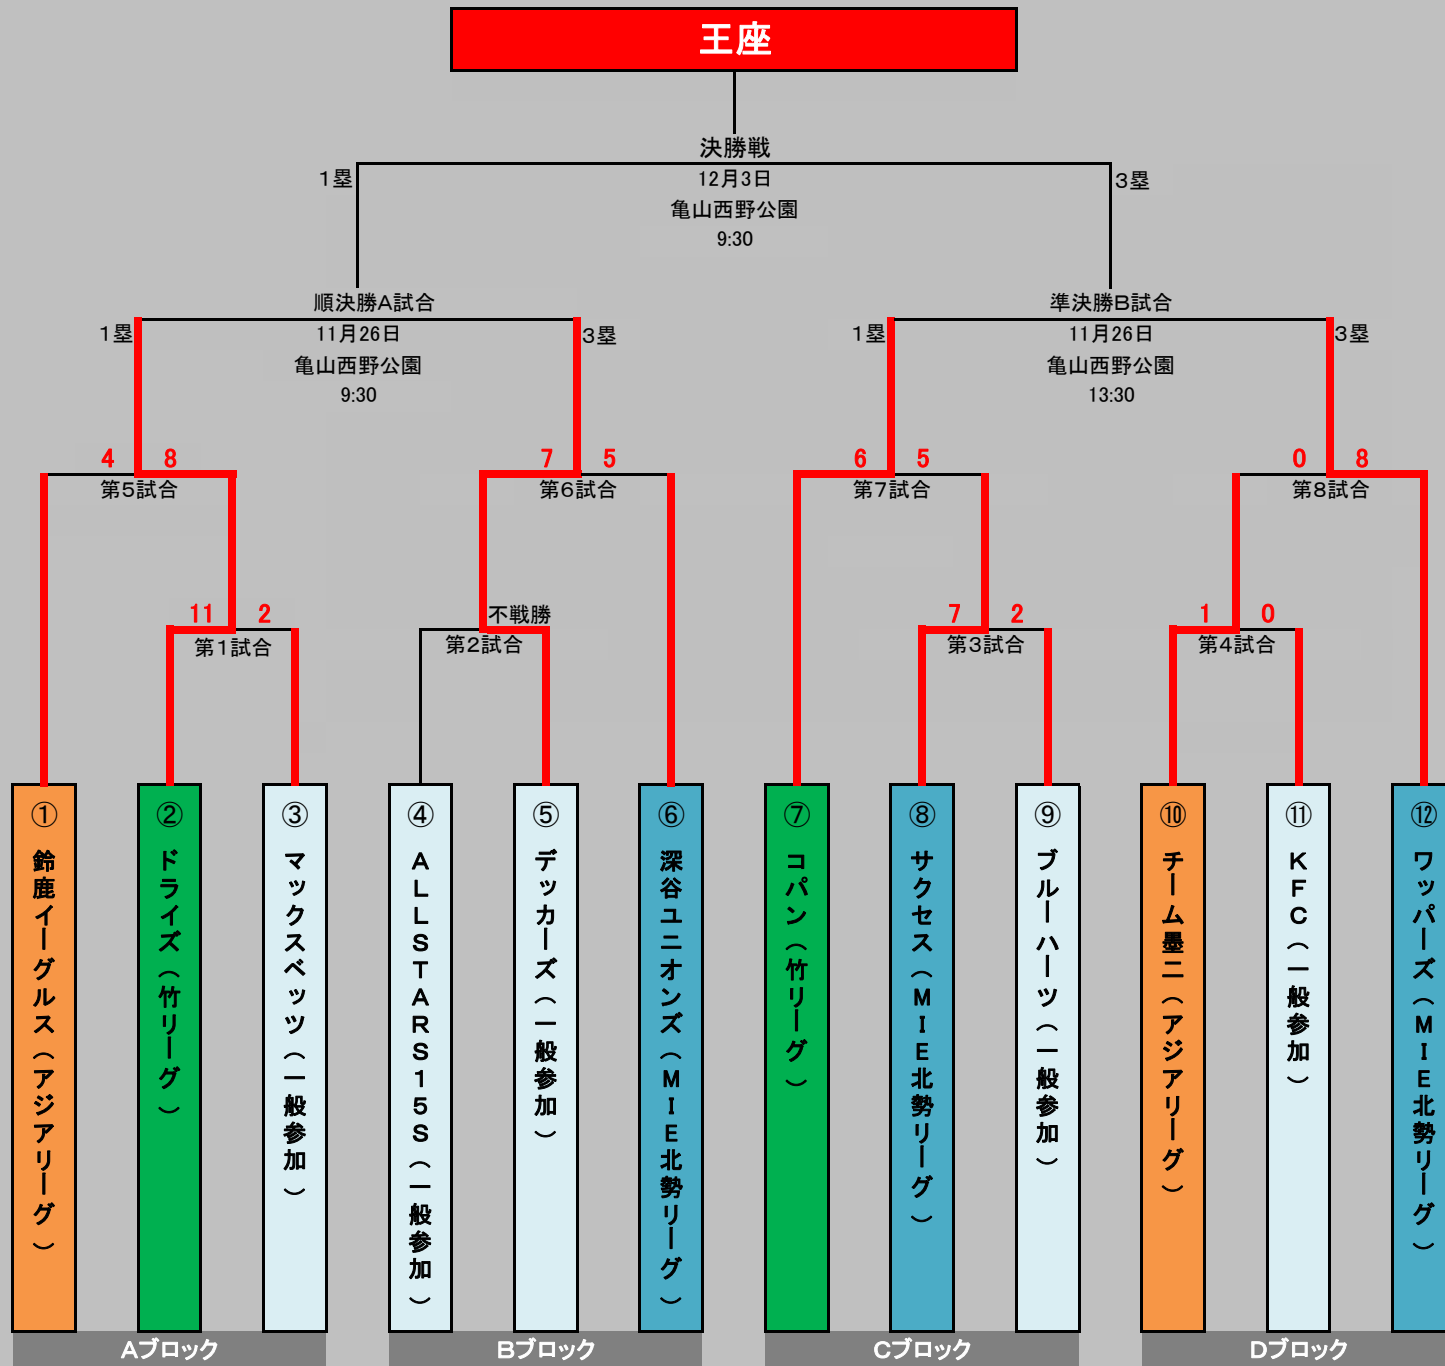 王座
決勝戦
1塁
12月3日
3塁
亀山西野公園
9:30
順決勝A試合
準決勝B試合
1塁
11月26日
3塁
1塁
11月26日
3塁
亀山西野公園
亀山西野公園
9:30
13:30
4 8
7 5
6 5
0 8
第5試合
第6試合
第7試合
第8試合
11 2
不戦勝
7 2
1 0
第1試合
第2試合
第3試合
第4試合
①鈴鹿イーグルス(アジアリーグ)
②ドライズ(竹リーグ)
③マックスベッツ(一般参加)
④ALLSTARS15S(一般参加)
⑤デッカーズ(一般参加)
⑥深谷ユニオンズ(MIE北勢リーグ)
⑦コパン(竹リーグ)
⑧サクセス(MIE北勢リーグ)
⑨ブルーハーツ(一般参加)
⑩チーム墨二(アジアリーグ)
⑪KFC(一般参加)
⑫ワッパーズ(MIE北勢リーグ)
Aブロック
Bブロック
Cブロック
Dブロック